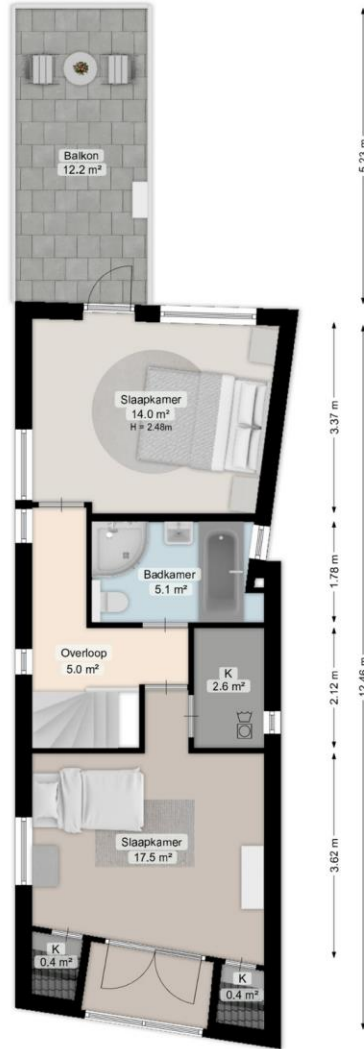 Balkon
12.2 m²
5.23 m
Slaapkamer
14.0 m²
H = 2.48m
3.37 m
Badkamer
5.1 m²
1.78 m
Overloop
5.0 m²
K
2.6 m²
2.12 m
12.46 m
Slaapkamer
17.5 m²
3.62 m
K
0.4 m²
K
0.4 m²